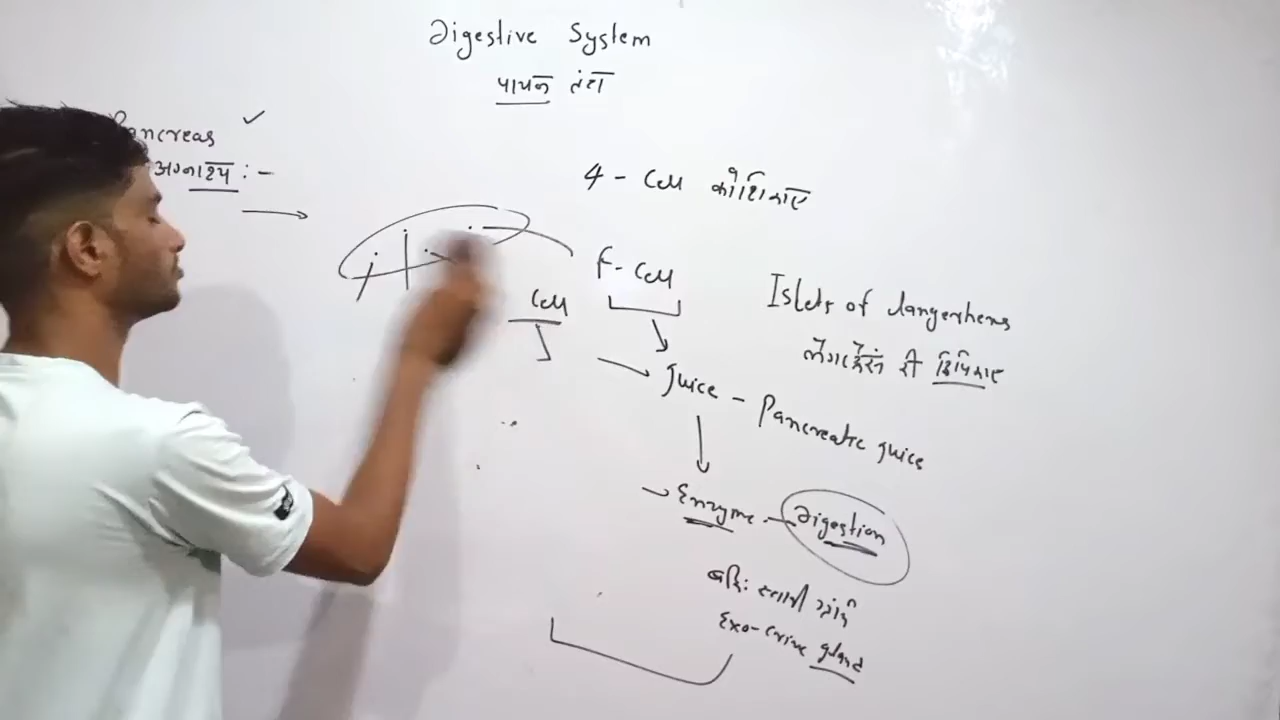 Digestive System
पाचन तंत्र
Pancreas
अग्नाशय :-
4 - Cell कोशिकाए
F - Cell
Cell
Islets of Langerhens
लैंगरहेंस की द्विपिकाए
Juice - Pancreatic juice
Enzyme - Digestion
बहि: स्त्रावी ग्रंथि
Exo-crine gland